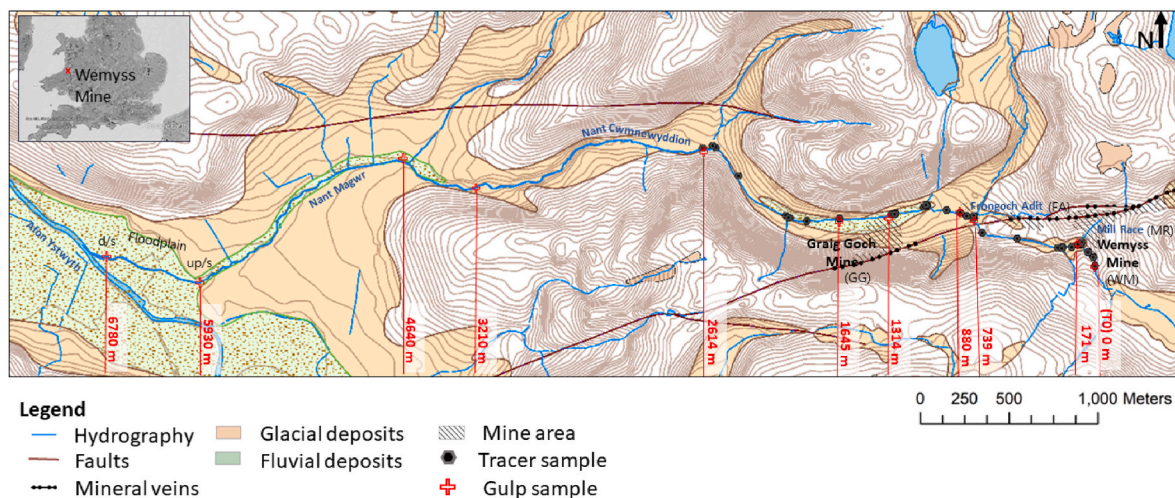 Wemyss
Mine
N
Nant Cwmnewyddion
Nant Magwr
Afon Ystwyth
Floodplain
d/s
up/s
Frongoch Adit (FA)
Mill Race (MR)
Graig Goch
Mine
(GG)
Wemyss
Mine
(WM)
6780 m
5930 m
4640 m
3210 m
2614 m
1645 m
1314 m
880 m
739 m
171 m
(T0) 0 m
0 250 500 1,000 Meters
Legend
Hydrography
Faults
Mineral veins
Glacial deposits
Fluvial deposits
Mine area
Tracer sample
Gulp sample